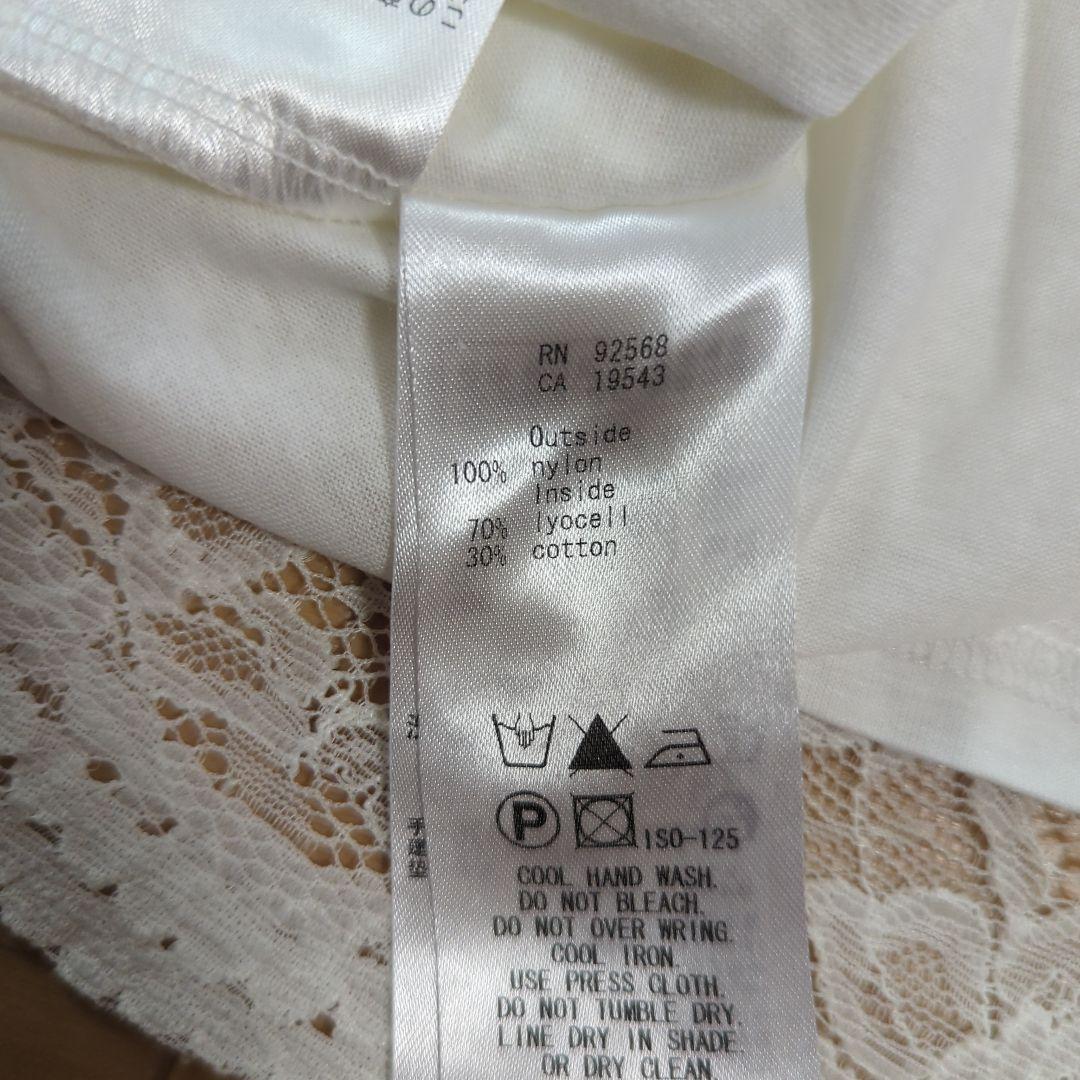 RN 92568
CA 19543
Outside
100% nylon
Inside
70% lyocell
30% cotton
P
ISO-125
COOL HAND WASH.
DO NOT BLEACH.
DO NOT OVER WRING.
COOL IRON
USE PRESS CLOTH.
DO NOT TUMBLE DRY.
LINE DRY IN SHADE.
OR DRY CLEAN.